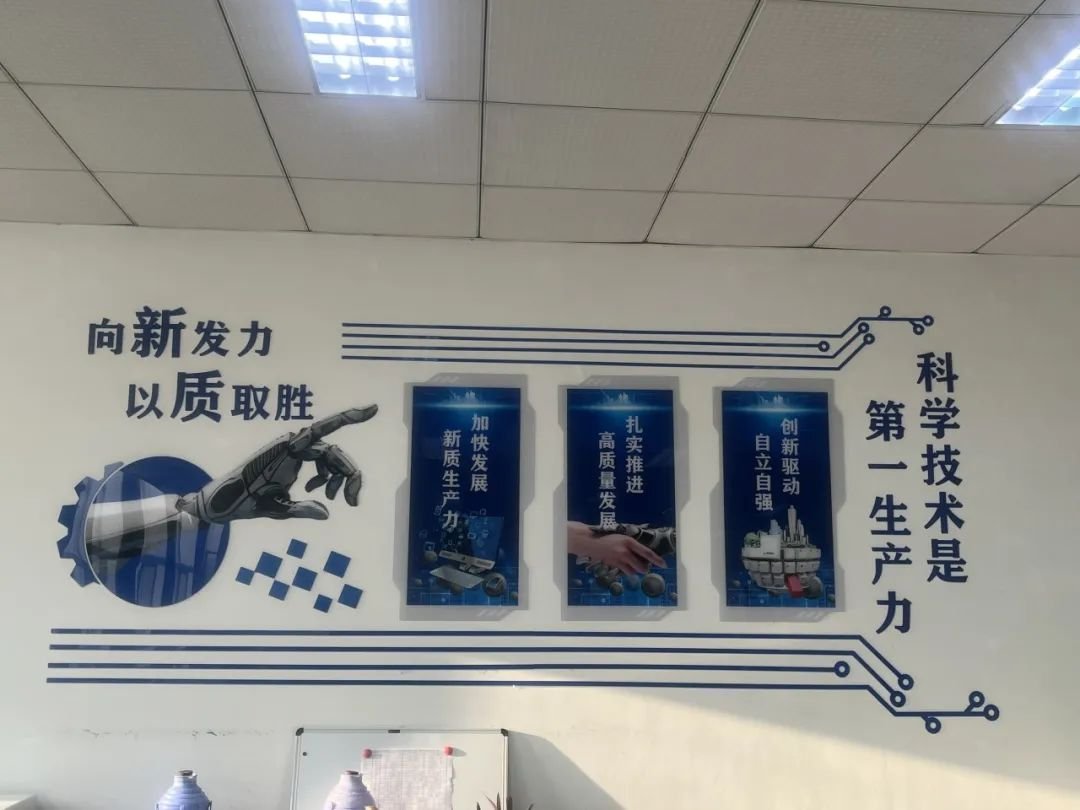 向新发力
以质取胜
加快发展
新质生产力
扎实推进
高质量发展
创新驱动
自立自强
科学技术是
第一生产力